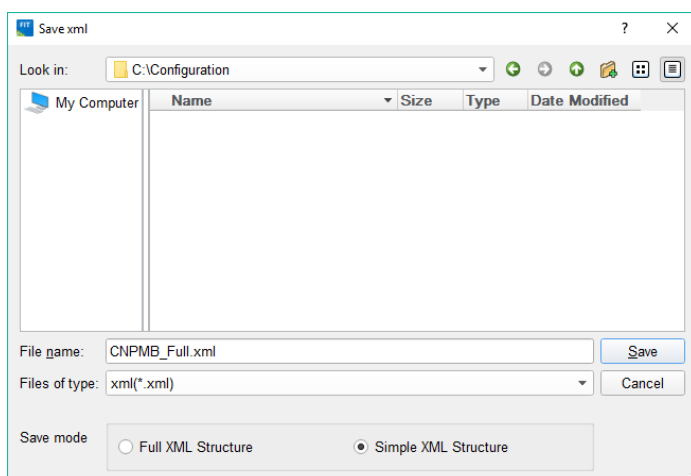 FIT Save xml ? X
Look in: C:\Configuration
My Computer Name Size Type Date Modified
File name: CNPMB_Full.xml Save
Files of type: xml(*.xml) Cancel
Save mode Full XML Structure Simple XML Structure